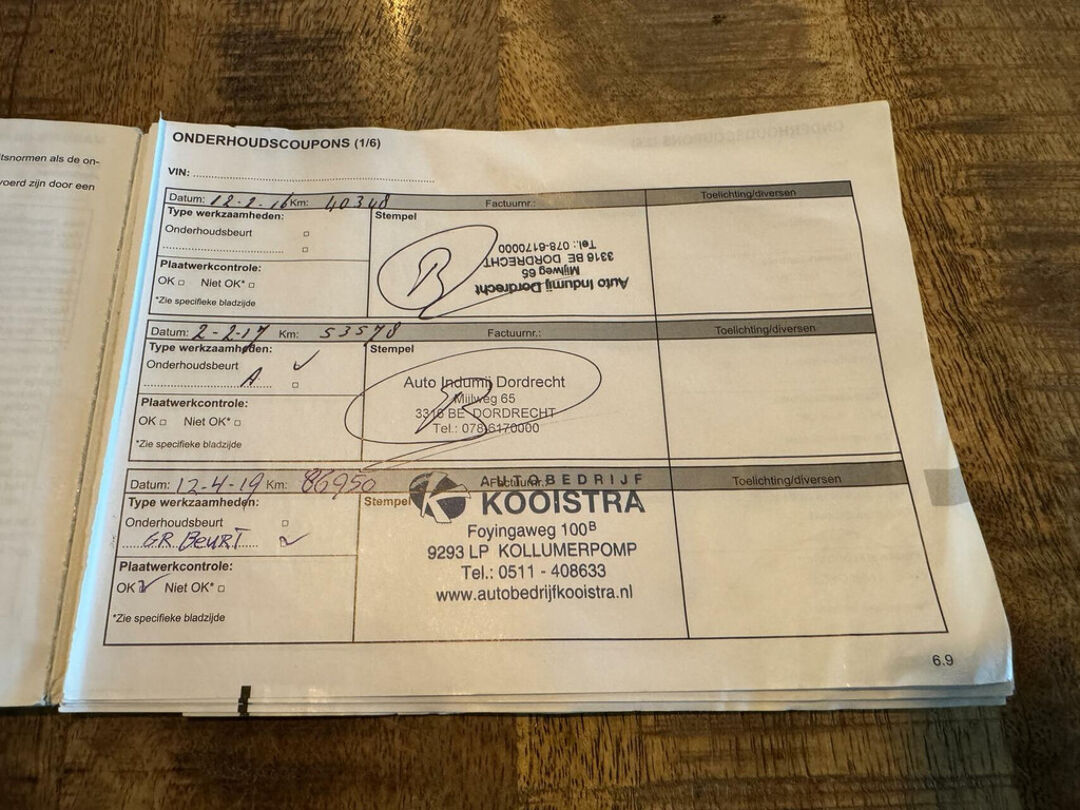 itsnormen als de on-
voerd zijn door een
ONDERHOUDSCOUPONS (1/6)
VIN:
Datum: 12-2-16 Km: 40348 Factuurnr.: Toelichting/diversen
Type werkzaamheden: Stempel
Onderhoudsbeurt
Plaatwerkcontrole:
OK Niet OK*
*Zie specifieke bladzijde
Auto Indumij Dordrecht
Mijlweg 65
3316 BE DORDRECHT
Tel.: 078-6170000
Datum: 2-2-17 Km: 53578 Factuurnr.: Toelichting/diversen
Type werkzaamheden: Stempel
Onderhoudsbeurt
A
Plaatwerkcontrole:
OK Niet OK*
*Zie specifieke bladzijde
Auto Indumij Dordrecht
Mijlweg 65
3316 BE DORDRECHT
Tel.: 078-6170000
Datum: 12-4-19 Km: 86950 Factuurnr. Toelichting/diversen
Type werkzaamheden: Stempel
Onderhoudsbeurt
GR BeurT
Plaatwerkcontrole:
OK Niet OK*
*Zie specifieke bladzijde
AUTOBEDRIJF
KOOISTRA
Foyingaweg 100B
9293 LP KOLLUMERPOMP
Tel.: 0511 - 408633
www.autobedrijfkooistra.nl
6.9